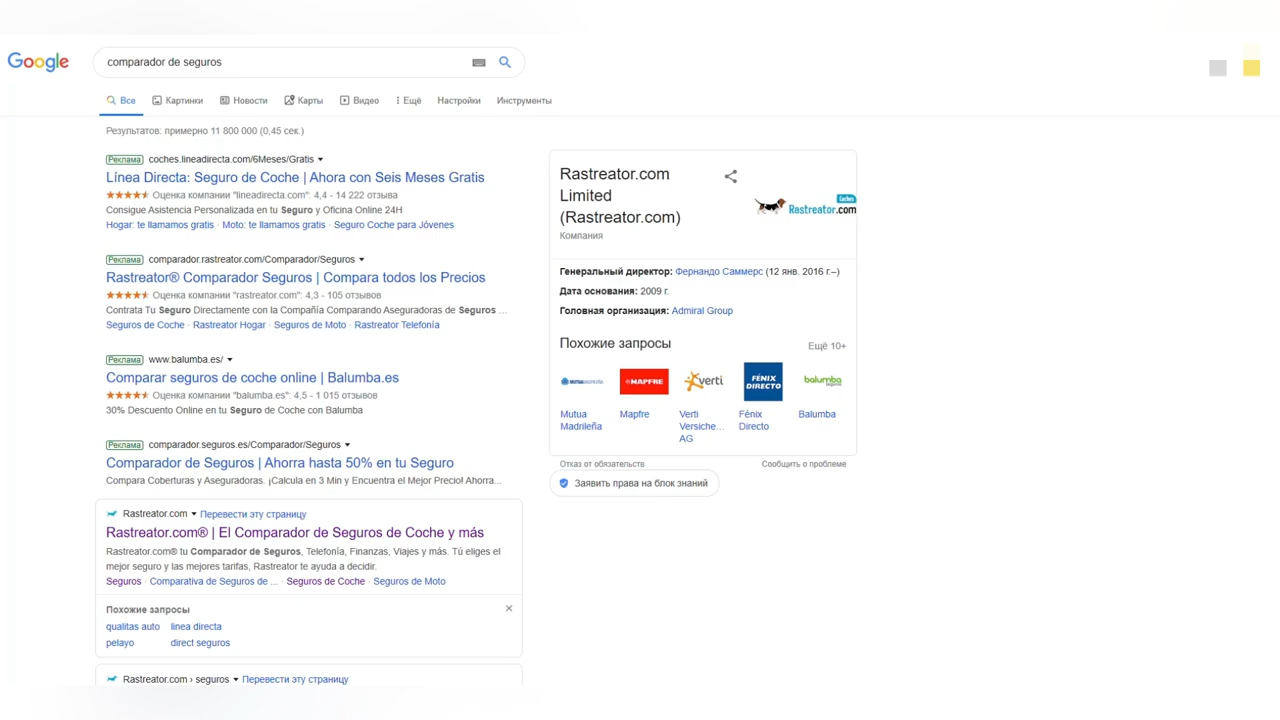 Google
comparador de seguros
Все Картинки Новости Карты Видео Ещё Настройки Инструменты
Результатов: примерно 11 800 000 (0,45 сек.)
Реклама coches.lineadirecta.com/6Meses/Gratis
Línea Directa: Seguro de Coche | Ahora con Seis Meses Gratis
Оценка компании "lineadirecta.com": 4,4 - 14 222 отзыва
Consigue Asistencia Personalizada en tu Seguro y Oficina Online 24H
Hogar: te llamamos gratis · Moto: te llamamos gratis · Seguro Coche para Jóvenes
Реклама comparador.rastreator.com/Comparador/Seguros
Rastreator® Comparador Seguros | Compara todos los Precios
Оценка компании "rastreator.com": 4,3 - 105 отзывов
Contrata Tu Seguro Directamente con la Compañía Comparando Aseguradoras de Seguros ...
Seguros de Coche · Rastreator Hogar · Seguros de Moto · Rastreator Telefonía
Реклама www.balumba.es/
Comparar seguros de coche online | Balumba.es
Оценка компании "balumba.es": 4,5 - 1 015 отзывов
30% Descuento Online en tu Seguro de Coche con Balumba
Реклама comparador.seguros.es/Comparador/Seguros
Comparador de Seguros | Ahorra hasta 50% en tu Seguro
Compara Coberturas y Aseguradoras. ¡Calcula en 3 Min y Encuentra el Mejor Precio! Ahorra...
Rastreator.com Перевести эту страницу
Rastreator.com® | El Comparador de Seguros de Coche y más
Rastreator.com® tu Comparador de Seguros, Telefonía, Finanzas, Viajes y más. Tú eliges el
mejor seguro y las mejores tarifas, Rastreator te ayuda a decidir.
Seguros · Comparativa de Seguros de ... · Seguros de Coche · Seguros de Moto
Похожие запросы
qualitas auto linea directa
pelayo direct seguros
Rastreator.com › seguros Перевести эту страницу
Rastreator.com
Limited
(Rastreator.com)
Компания
Coches
Rastreator.com
Генеральный директор: Фернандо Саммерс (12 янв. 2016 г.–)
Дата основания: 2009 г.
Головная организация: Admiral Group
Похожие запросы Ещё 10+
MAPFRE verti FÉNIX DIRECTO balumba
Mutua Madrileña
Mapfre
Verti Versiche... AG
Fénix Directo
Balumba
Отказ от обязательств Сообщить о проблеме
Заявить права на блок знаний